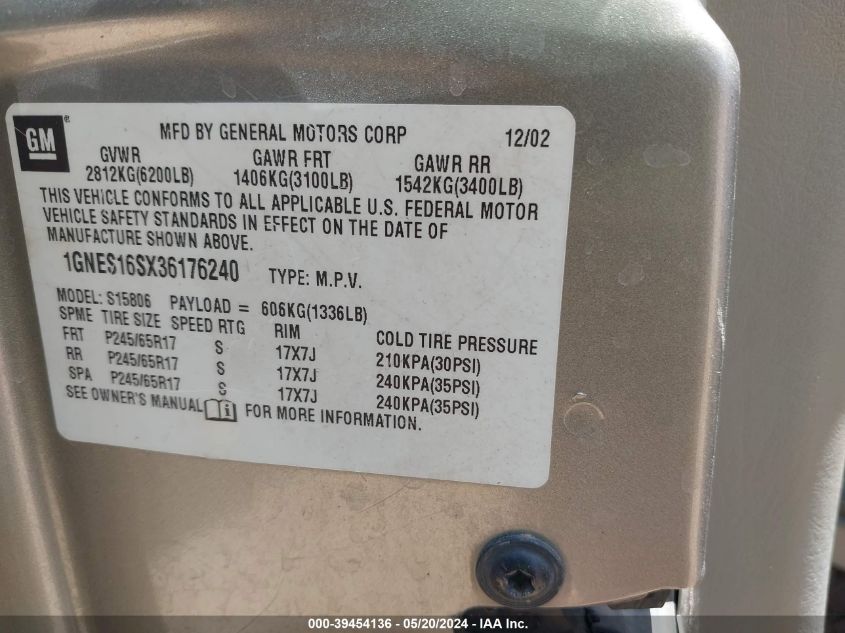 GM ®
MFD BY GENERAL MOTORS CORP 12/02
GVWR GAWR FRT GAWR RR
2812KG(6200LB) 1406KG(3100LB) 1542KG(3400LB)
THIS VEHICLE CONFORMS TO ALL APPLICABLE U.S. FEDERAL MOTOR
VEHICLE SAFETY STANDARDS IN EFFECT ON THE DATE OF
MANUFACTURE SHOWN ABOVE.
1GNES16SX36176240 TYPE: M.P.V.
MODEL: S15806 PAYLOAD = 606KG(1336LB)
SPME TIRE SIZE SPEED RTG RIM COLD TIRE PRESSURE
FRT P245/65R17 S 17X7J 210KPA(30PSI)
RR P245/65R17 S 17X7J 240KPA(35PSI)
SPA P245/65R17 S 17X7J 240KPA(35PSI)
SEE OWNER'S MANUAL FOR MORE INFORMATION.
000-39454136 - 05/20/2024 - IAA Inc.